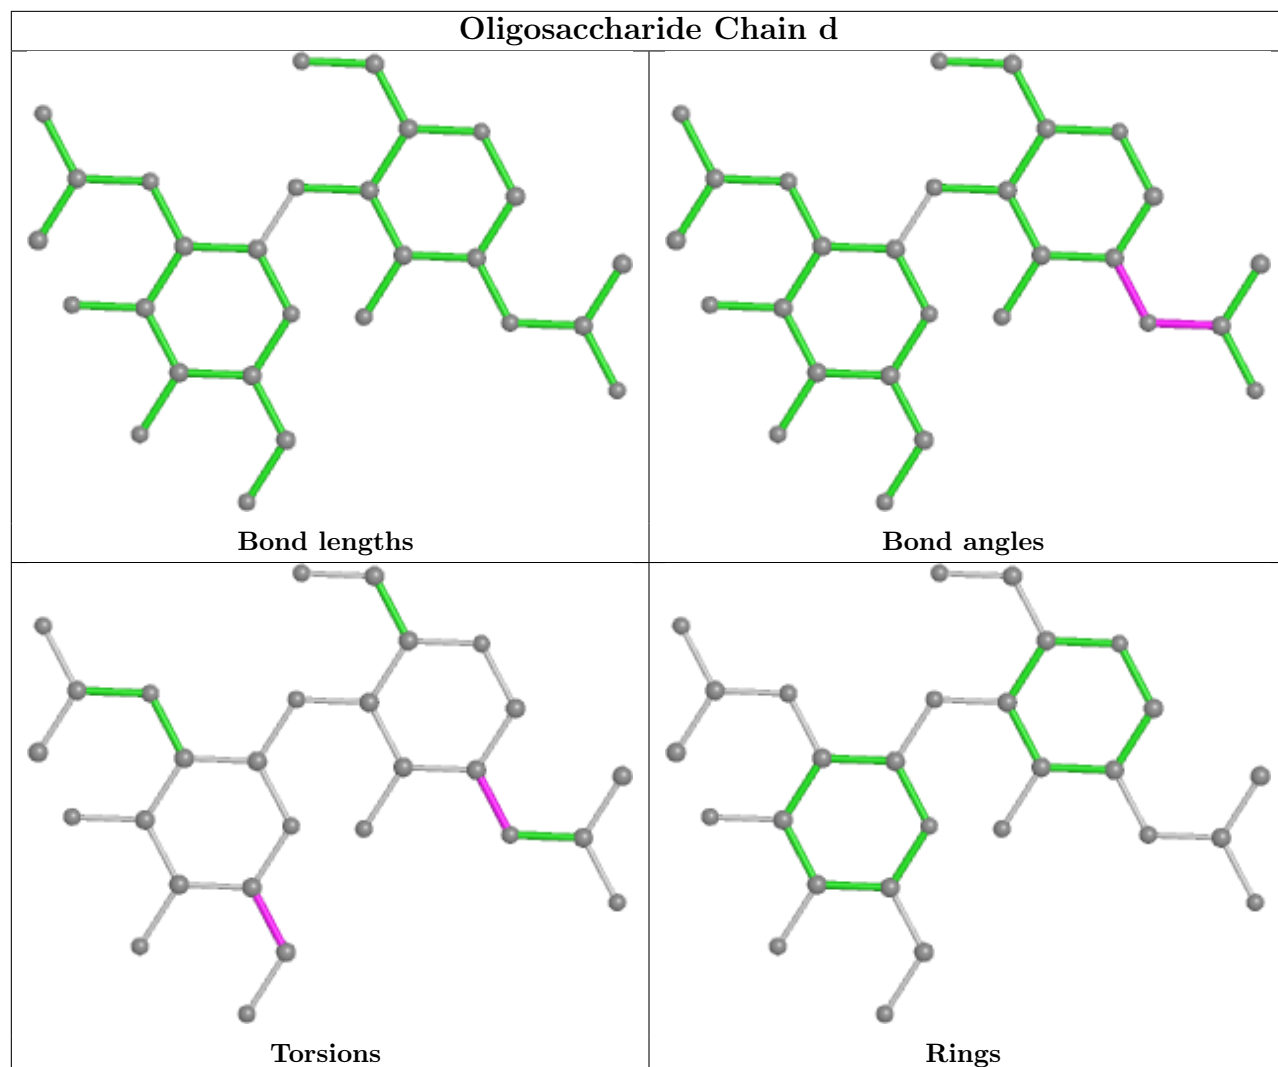 Oligosaccharide Chain d
Bond lengths
Bond angles
Torsions
Rings